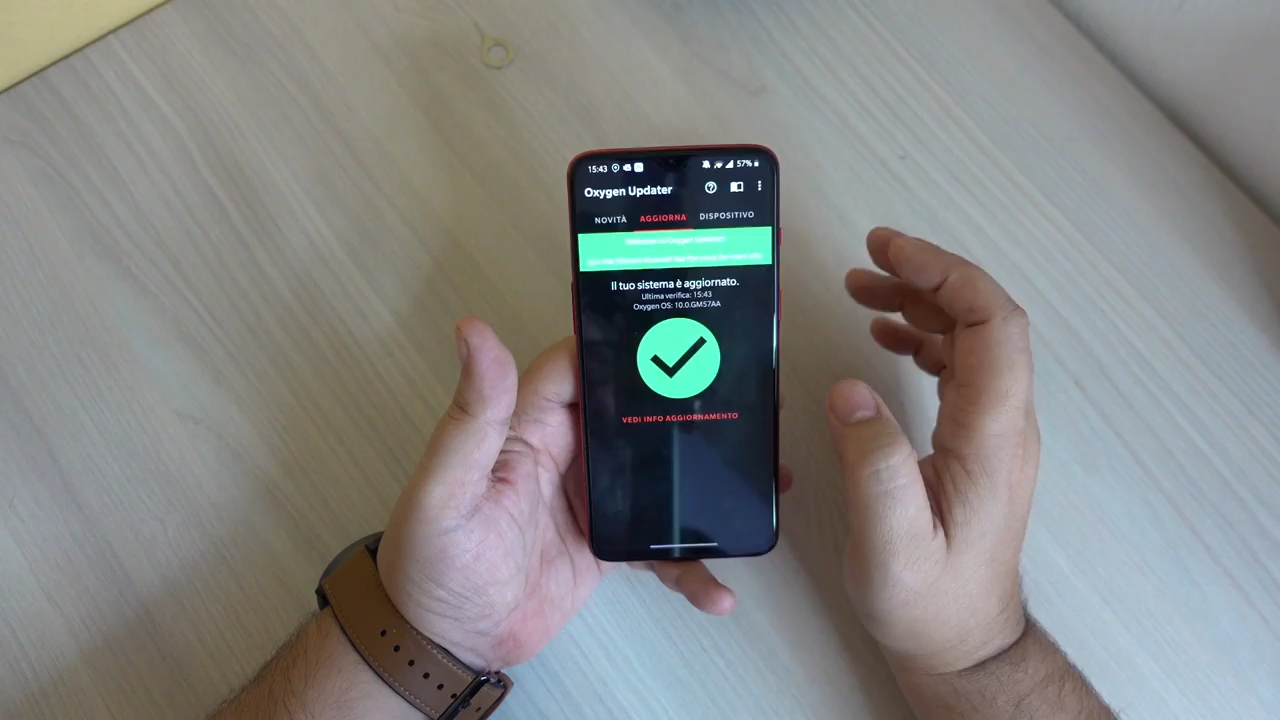 15:43 57%
Oxygen Updater
NOVITÀ AGGIORNA DISPOSITIVO
Il tuo sistema è aggiornato.
Ultima verifica: 15:43
Oxygen OS: 10.0.GM57AA
VEDI INFO AGGIORNAMENTO